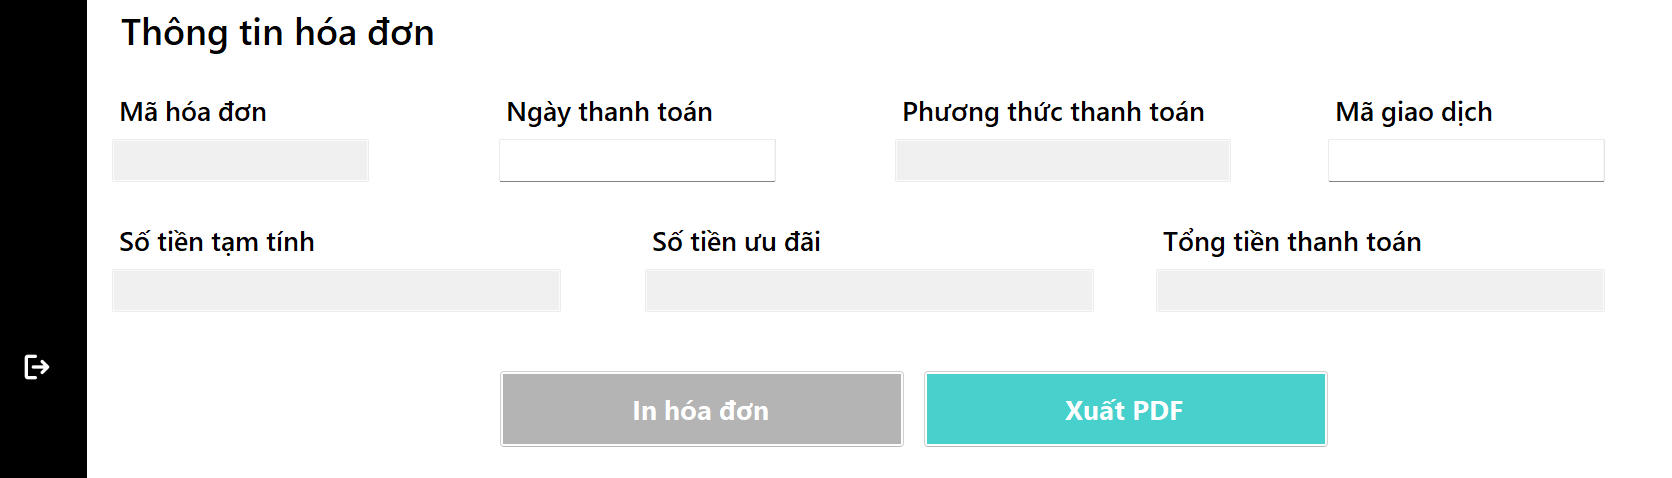 Thông tin hóa đơn
Mã hóa đơn
Ngày thanh toán
Phương thức thanh toán
Mã giao dịch
Số tiền tạm tính
Số tiền ưu đãi
Tổng tiền thanh toán
In hóa đơn
Xuất PDF